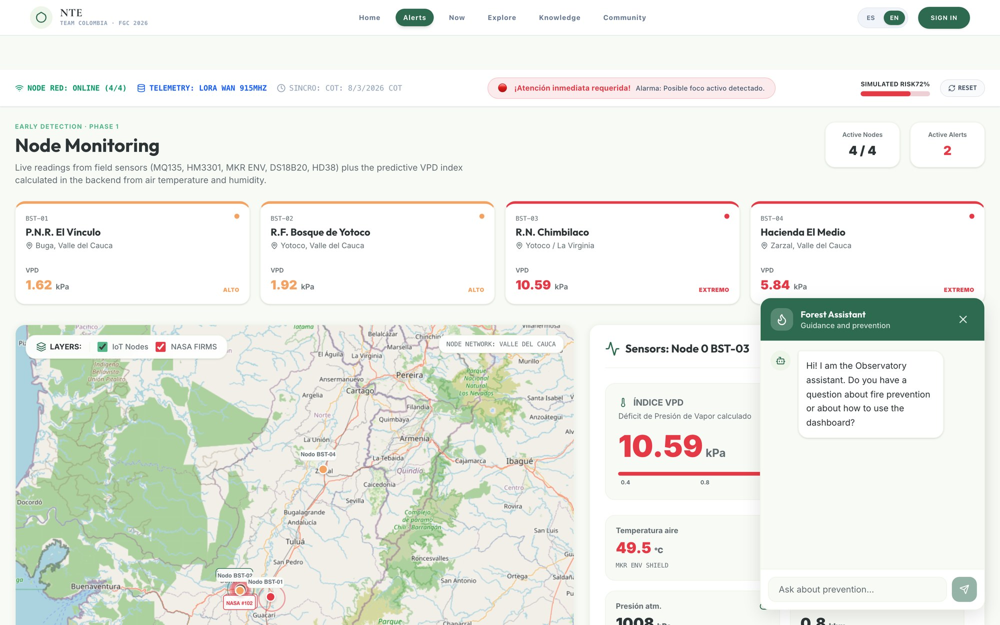 NTE
TEAM COLOMBIA · FGC 2026
Home
Alerts
Now
Explore
Knowledge
Community
ES
EN
SIGN IN
NODE RED: ONLINE (4/4)
TELEMETRY: LORA WAN 915MHZ
SINCRO: COT: 8/3/2026 COT
¡Atención inmediata requerida! Alarma: Posible foco activo detectado.
SIMULATED RISK72%
RESET
EARLY DETECTION · PHASE 1
Node Monitoring
Live readings from field sensors (MQ135, HM3301, MKR ENV, DS18B20, HD38) plus the predictive VPD index
calculated in the backend from air temperature and humidity.
Active Nodes
4 / 4
Active Alerts
2
BST-01
P.N.R. El Vínculo
Buga, Valle del Cauca
VPD
1.62 kPa
ALTO
BST-02
R.F. Bosque de Yotoco
Yotoco, Valle del Cauca
VPD
1.92 kPa
ALTO
BST-03
R.N. Chimbilaco
Yotoco / La Virginia
VPD
10.59 kPa
EXTREMO
BST-04
Hacienda El Medio
Zarzal, Valle del Cauca
VPD
5.84 kPa
EXTREMO
LAYERS:
IoT Nodes
NASA FIRMS
NODE NETWORK: VALLE DEL CAUCA
Pacífico
Tatama
Belalcázar
Villahermosa
Marsella
El Águila
La Virginia
Murillo
Indígena
Bellavista-
Unión Pitalito
Pereira
Parque
Nacional
Natural
Los Nevados
Ansermanuevo
Cartago
Argelia
Santa Isabel
Filandia
Norte
Quimbaya
Anzoátegui
La Unión
Armenia
Nodo BST-04
La Tebaida
Cajamarca
Ibagué
Quindío
Caicedonia
Centro
Docordó
Sevilla
Rovira
Bugalagrande
Complejo
de páramo
Chili - Barragán
Andalucía
San Luis
Tuluá
Roncesvalles
San Pedro
Nodo BST-02
Nodo BST-01
Buenaventura
San Antonio
Ortega
NASA #102
Guacarí
Parque
Chaparral
Sensors: Node 0 BST-03
ÍNDICE VPD
Déficit de Presión de Vapor calculado
10.59 kPa
0.4
0.8
Temperatura aire
49.5 °C
MKR ENV SHIELD
Presión atm.
1008
0.8
Forest Assistant
Guidance and prevention
Hi! I am the Observatory
assistant. Do you have a
question about fire prevention
or about how to use the
dashboard?
Ask about prevention...